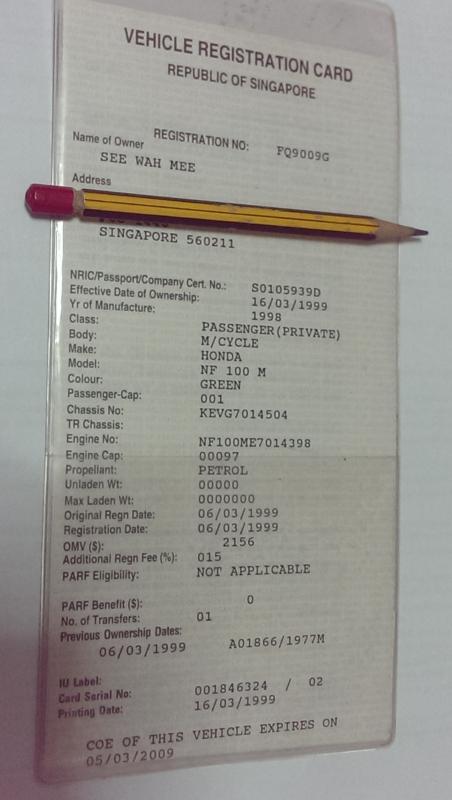 VEHICLE REGISTRATION CARD
REPUBLIC OF SINGAPORE
REGISTRATION NO: FQ9009G
Name of Owner
SEE WAH MEE
Address
SINGAPORE 560211
NRIC/Passport/Company Cert. No.: S0105939D
Effective Date of Ownership: 16/03/1999
Yr of Manufacture: 1998
Class: PASSENGER(PRIVATE)
Body: M/CYCLE
Make: HONDA
Model: NF 100 M
Colour: GREEN
Passenger-Cap: 001
Chassis No: KEVG7014504
TR Chassis:
Engine No: NF100ME7014398
Engine Cap: 00097
Propellant: PETROL
Unladen Wt: 00000
Max Laden Wt: 0000000
Original Regn Date: 06/03/1999
Registration Date: 06/03/1999
OMV ($): 2156
Additional Regn Fee (%): 015
PARF Eligibility: NOT APPLICABLE
PARF Benefit ($): 0
No. of Transfers: 01
Previous Ownership Dates:
06/03/1999 A01866/1977M
IU Label:
Card Serial No: 001846324 / 02
Printing Date: 16/03/1999
COE OF THIS VEHICLE EXPIRES ON
05/03/2009